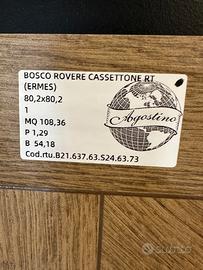 BOSCO ROVERE CASSETTONE RT
(ERMES)
80,2x80,2
1
MQ 108,36
P 1,29
B 54,18
Cod.rtu.B21.637.63.S24.63.73
Agostino
subito